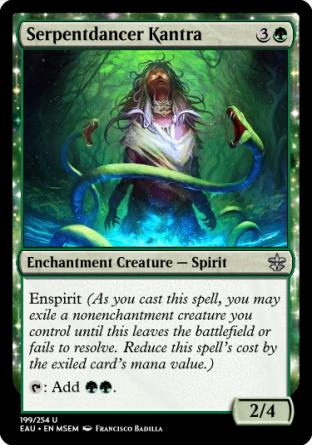 Serpentdancer Kantra 3
Enchantment Creature — Spirit
Enspirit (As you cast this spell, you may
exile a nonenchantment creature you
control until this leaves the battlefield or
fails to resolve. Reduce this spell's cost by
the exiled card's mana value.)
: Add .
2/4
199/254 U
EAU • EN MSEM Francisco Badilla